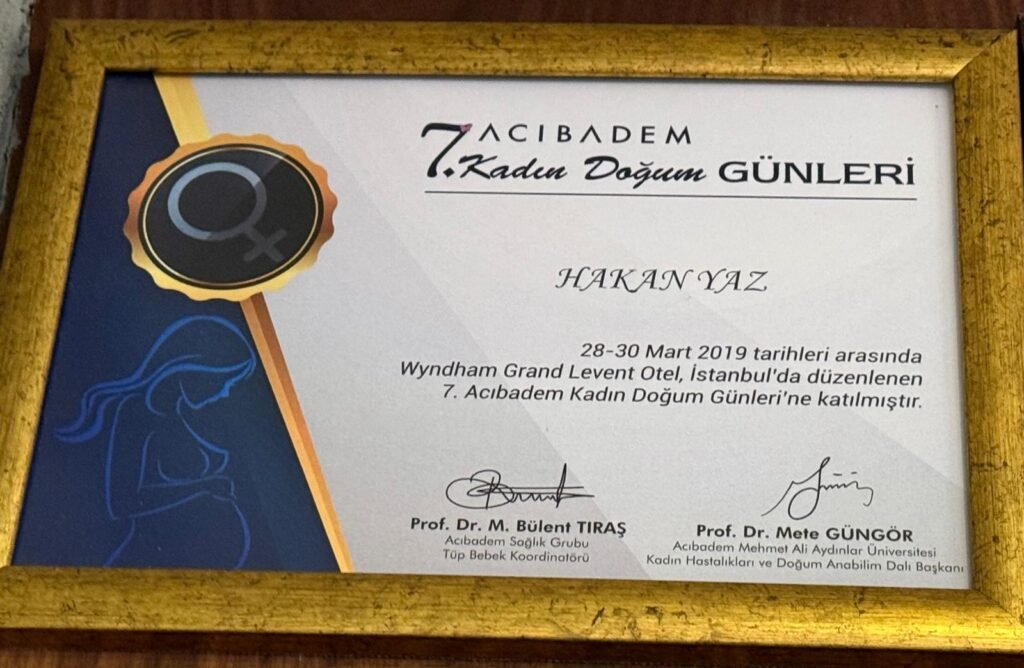 7. ACIBADEM
Kadın Doğum GÜNLERİ
HAKAN YAZ
28-30 Mart 2019 tarihleri arasında
Wyndham Grand Levent Otel, İstanbul'da düzenlenen
7. Acıbadem Kadın Doğum Günleri'ne katılmıştır.
Prof. Dr. M. Bülent TIRAŞ
Acıbadem Sağlık Grubu
Tüp Bebek Koordinatörü
Prof. Dr. Mete GÜNGÖR
Acıbadem Mehmet Ali Aydınlar Üniversitesi
Kadın Hastalıkları ve Doğum Anabilim Dalı Başkanı